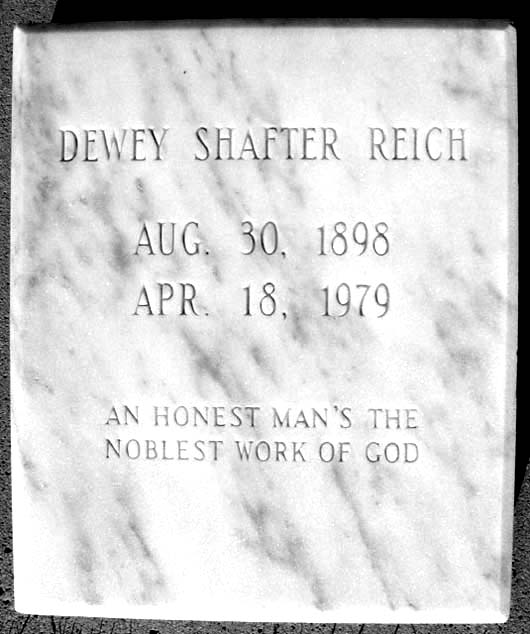 DEWEY SHAFTER REICH
AUG. 30, 1898
APR. 18, 1979
AN HONEST MAN'S THE
NOBLEST WORK OF GOD